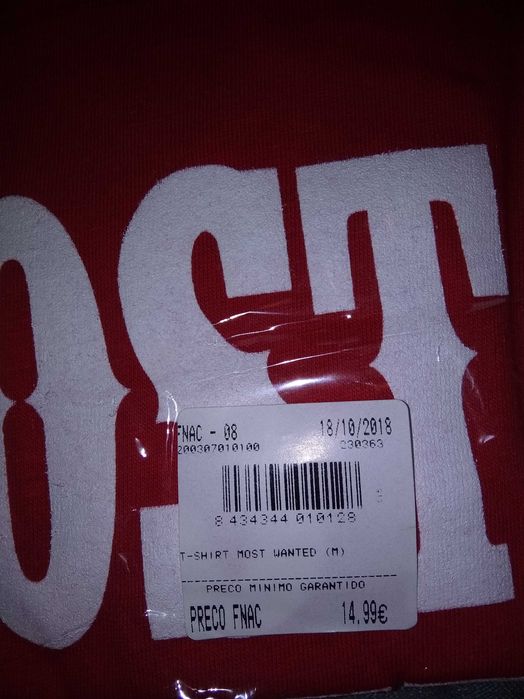 OST
FNAC - 08 18/10/2018
200307010100 230363
8 434344 010128
T-SHIRT MOST WANTED (M)
PRECO MINIMO GARANTIDO
PRECO FNAC 14.99€